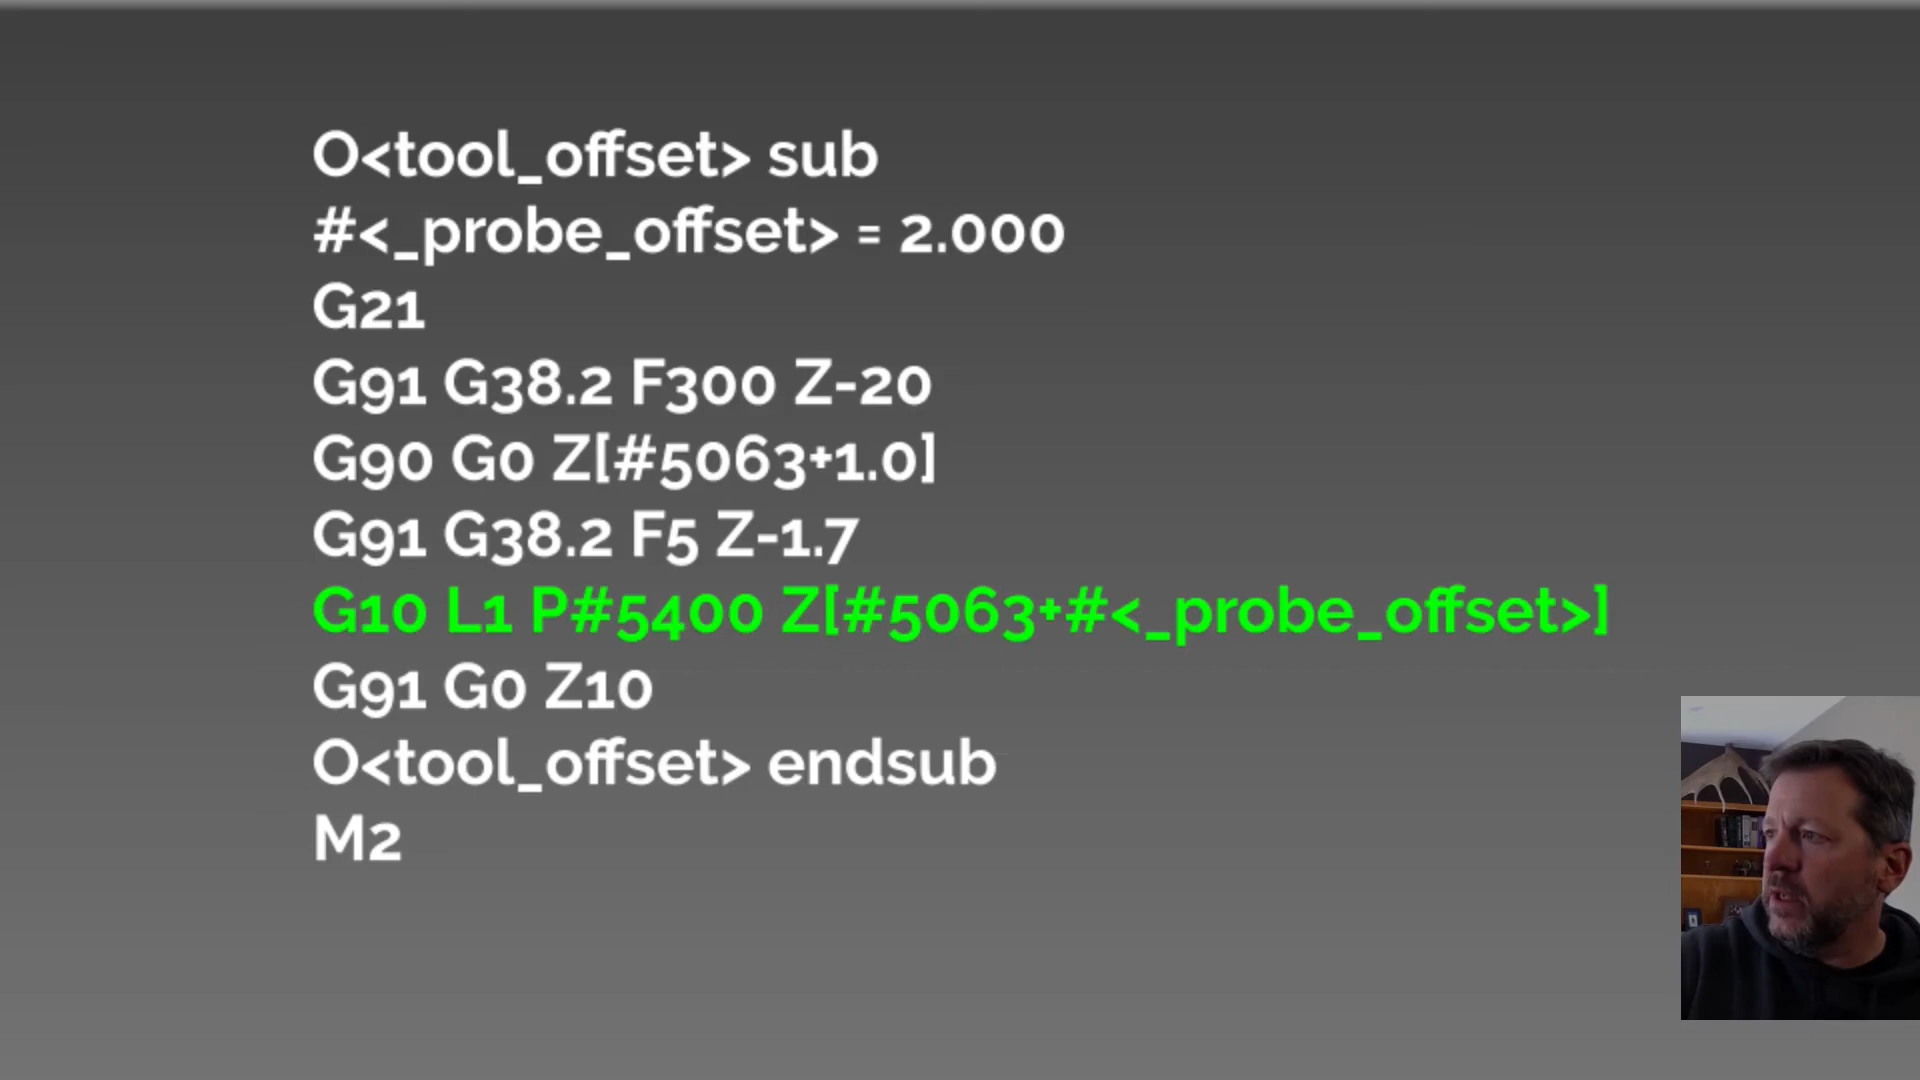 O<tool_offset> sub
#<_probe_offset> = 2.000
G21
G91 G38.2 F300 Z-20
G90 G0 Z[#5063+1.0]
G91 G38.2 F5 Z-1.7
G10 L1 P#5400 Z[#5063+#<_probe_offset>]
G91 G0 Z10
O<tool_offset> endsub
M2